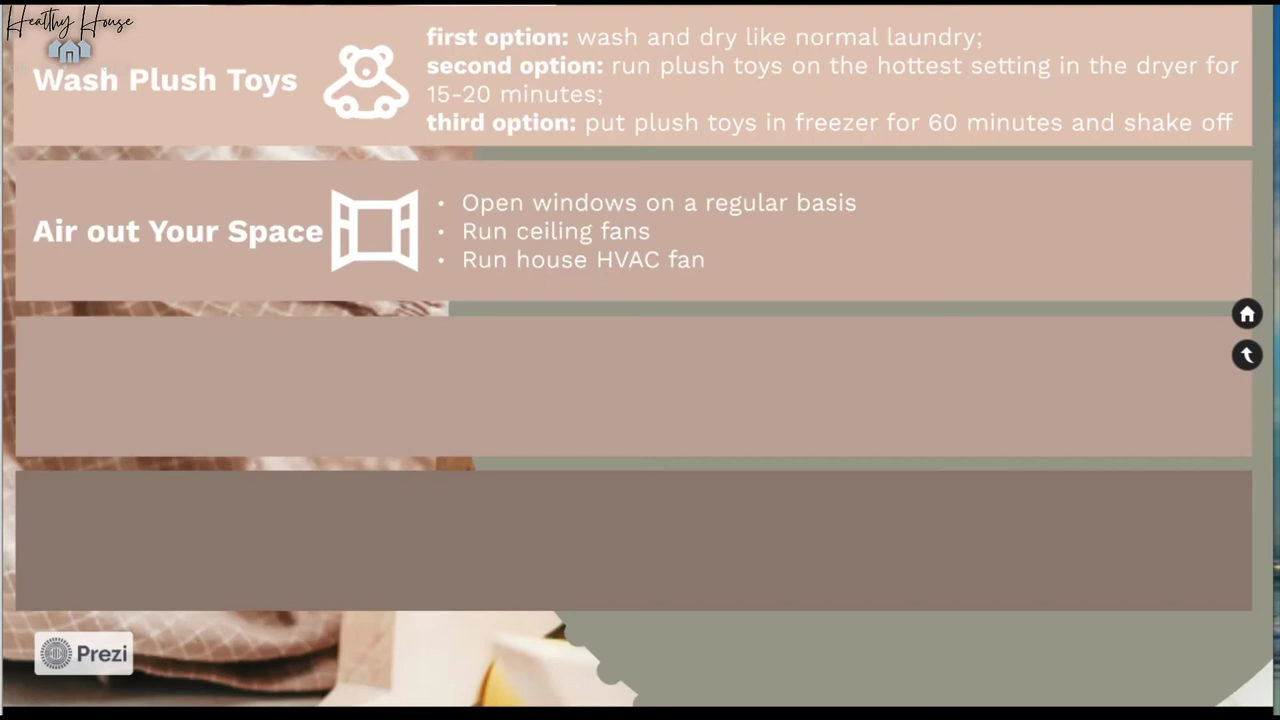 Healthy House
Wash Plush Toys
first option: wash and dry like normal laundry;
second option: run plush toys on the hottest setting in the dryer for
15-20 minutes;
third option: put plush toys in freezer for 60 minutes and shake off
Air out Your Space
• Open windows on a regular basis
• Run ceiling fans
• Run house HVAC fan
Prezi